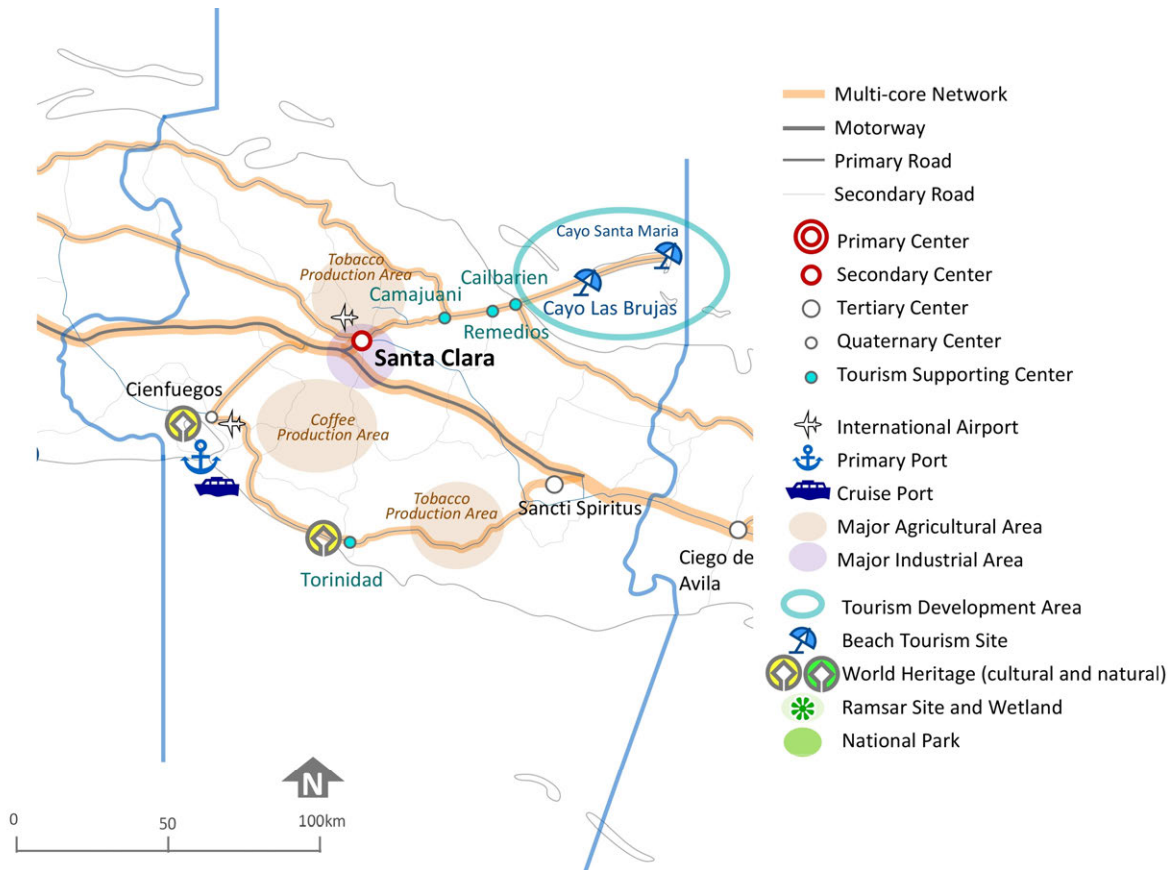 Cayo Santa Maria
Tobacco
Production Area
Cailbarien
Camajuani
Cayo Las Brujas
Remedios
Santa Clara
Cienfuegos
Coffee
Production Area
Tobacco
Production Area
Sancti Spiritus
Ciego de
Avila
Torinidad
N
0
50
100km
Multi-core Network
Motorway
Primary Road
Secondary Road
Primary Center
Secondary Center
Tertiary Center
Quaternary Center
Tourism Supporting Center
International Airport
Primary Port
Cruise Port
Major Agricultural Area
Major Industrial Area
Tourism Development Area
Beach Tourism Site
World Heritage (cultural and natural)
Ramsar Site and Wetland
National Park